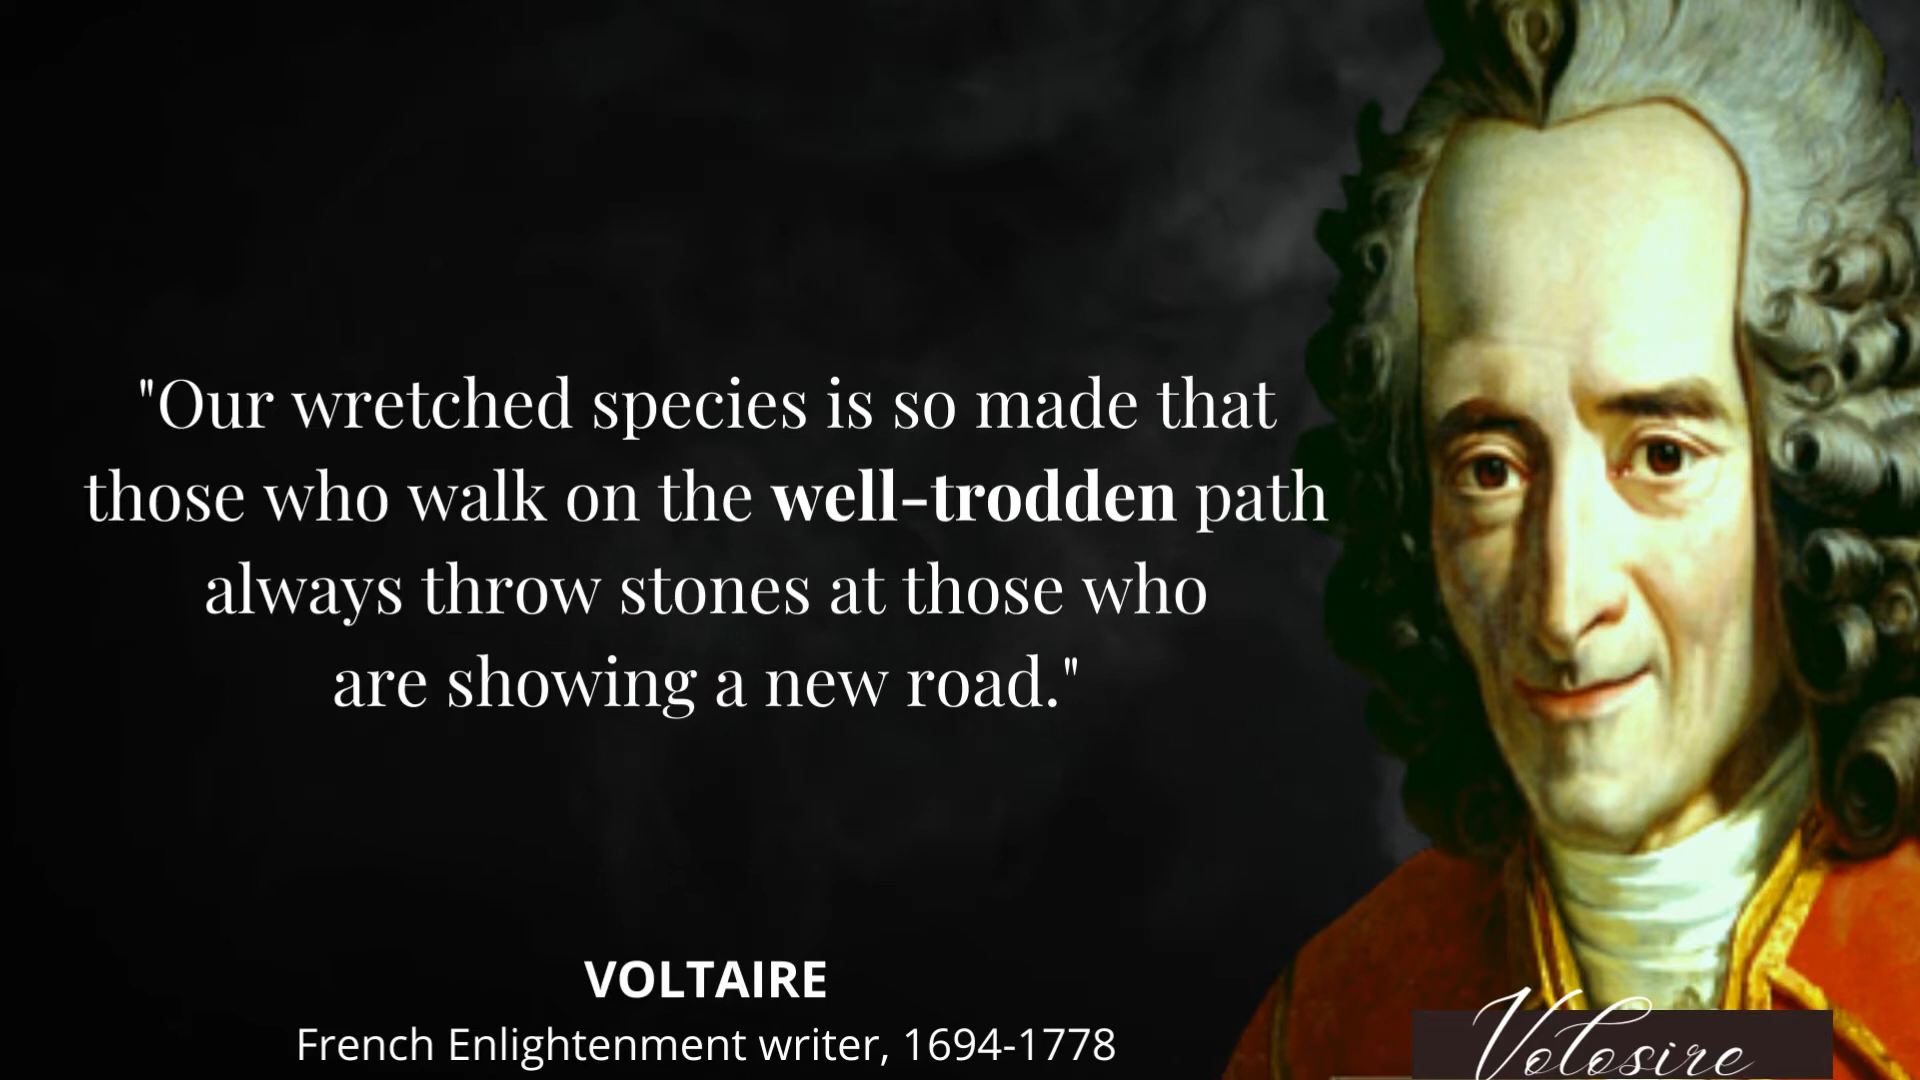 "Our wretched species is so made that
those who walk on the well-trodden path
always throw stones at those who
are showing a new road."
VOLTAIRE
French Enlightenment writer, 1694-1778
Volosire